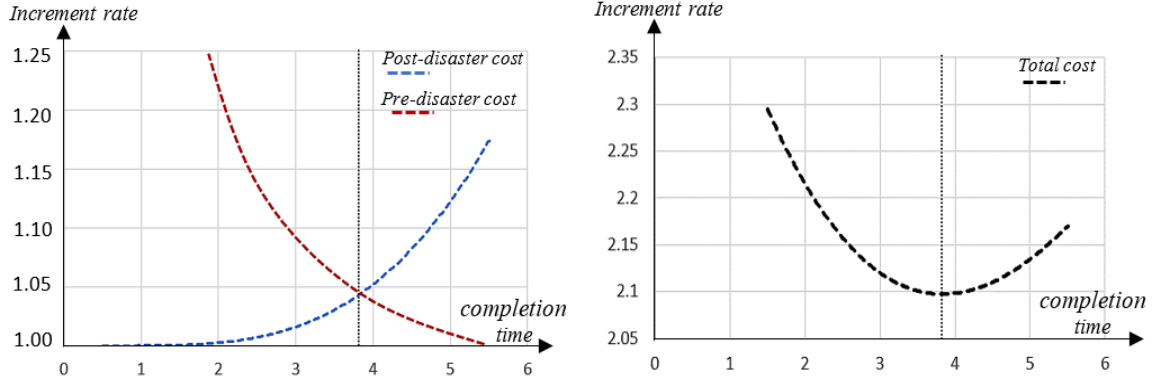 Increment rate
1.25
1.20
1.15
1.10
1.05
1.00
Post-disaster cost
Pre-disaster cost
completion
time
0 1 2 3 4 5 6
Increment rate
2.35
2.3
2.25
2.2
2.15
2.1
2.05
Total cost
completion
time
0 1 2 3 4 5 6